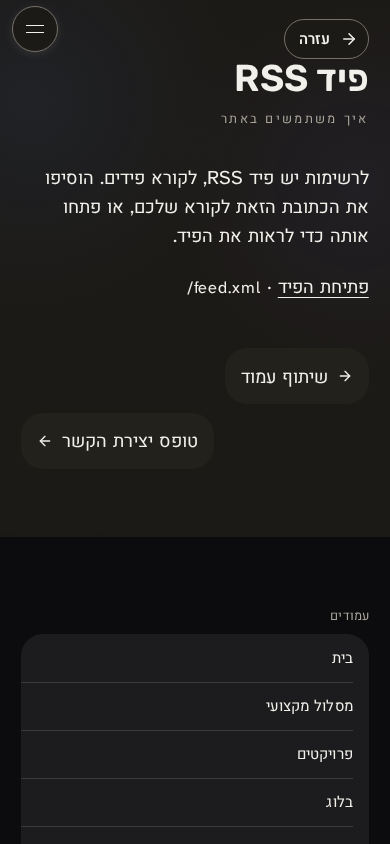 עזרה
פיד RSS
איך משתמשים באתר
לרשימות יש פיד RSS, לקורא פידים. הוסיפו
את הכתובת הזאת לקורא שלכם, או פתחו
אותה כדי לראות את הפיד.
פתיחת הפיד · /feed.xml
שיתוף עמוד
טופס יצירת הקשר
עמודים
בית
מסלול מקצועי
פרויקטים
בלוג